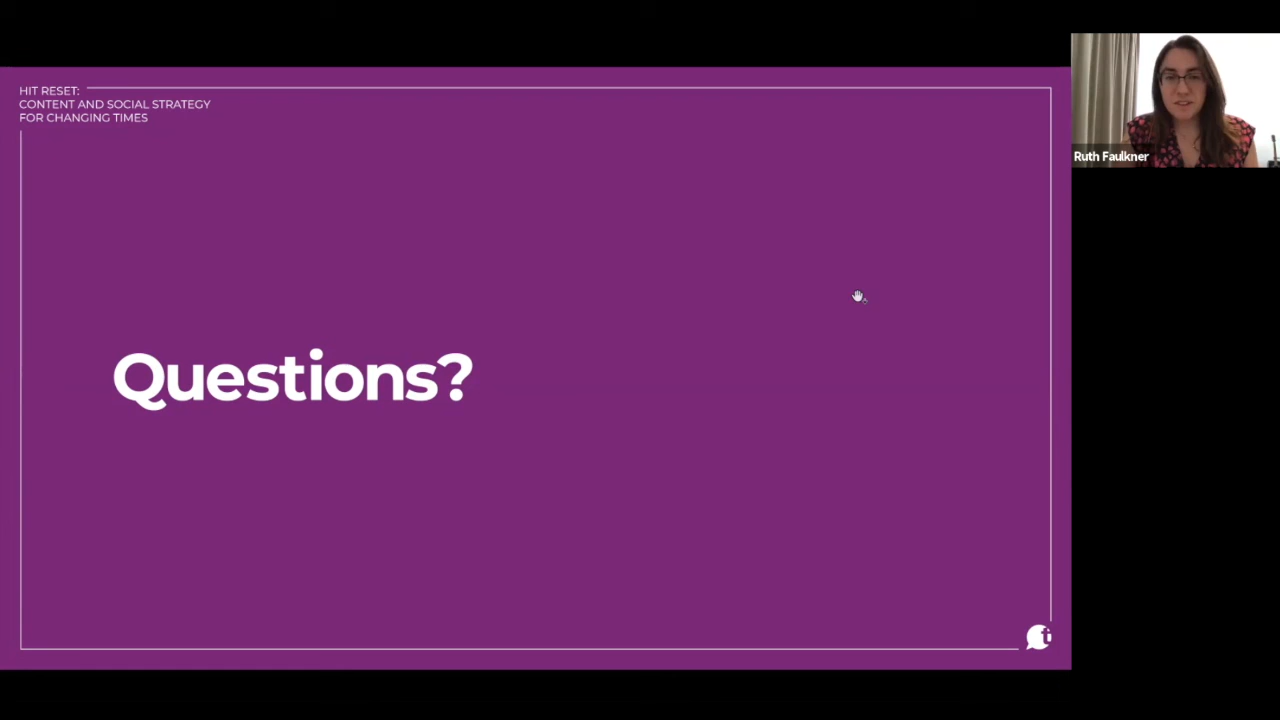 HIT RESET:
CONTENT AND SOCIAL STRATEGY
FOR CHANGING TIMES
Ruth Faulkner
Questions?
t